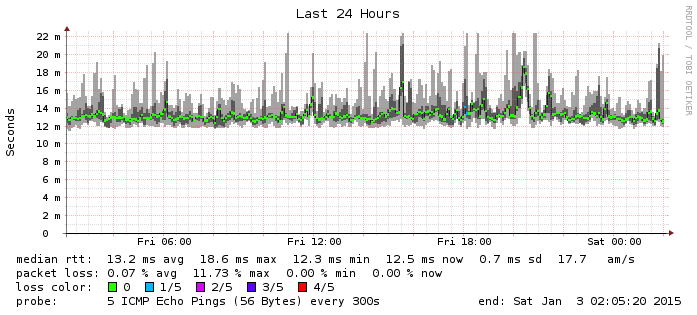 Last 24 Hours
RRDTOOL / TOBI OETIKER
Seconds
22 m
20 m
18 m
16 m
14 m
12 m
10 m
8 m
6 m
4 m
2 m
0
Fri 06:00 Fri 12:00 Fri 18:00 Sat 00:00
median rtt: 13.2 ms avg 18.6 ms max 12.3 ms min 12.5 ms now 0.7 ms sd 17.7 am/s
packet loss: 0.07 % avg 11.73 % max 0.00 % min 0.00 % now
loss color: 0 1/5 2/5 3/5 4/5
probe: 5 ICMP Echo Pings (56 Bytes) every 300s end: Sat Jan 3 02:05:20 2015